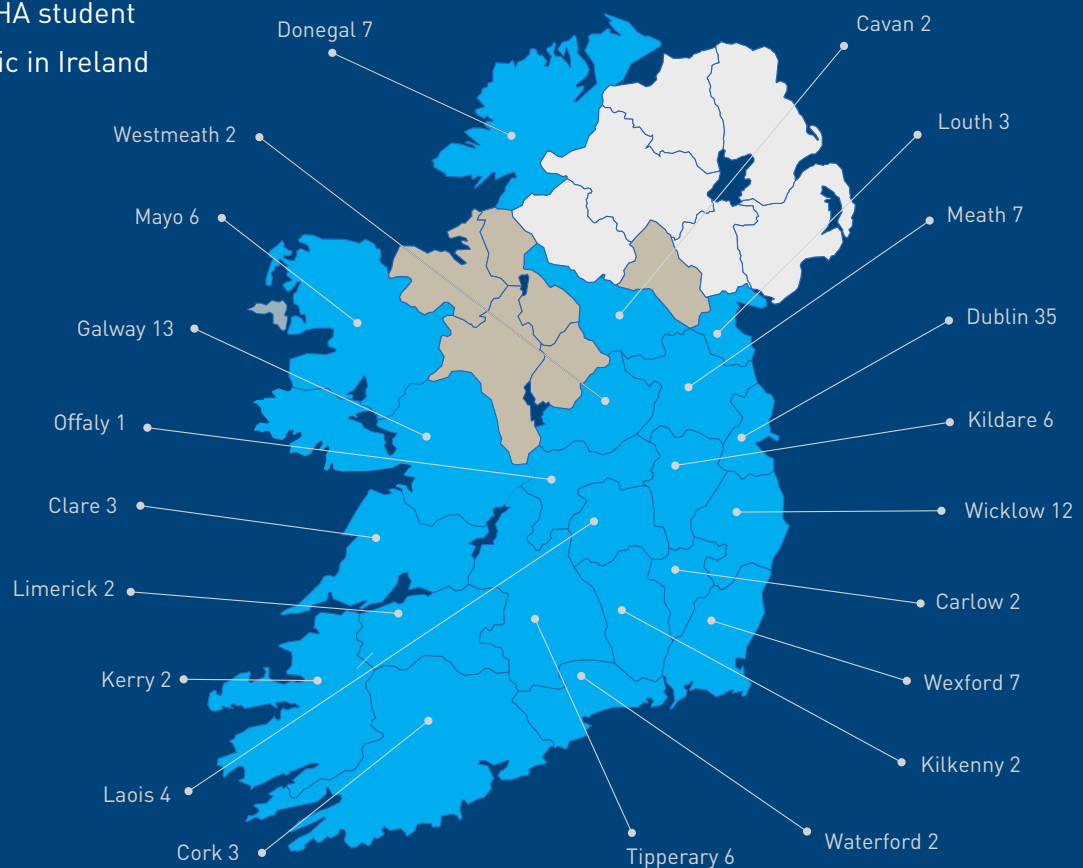 HA student
ic in Ireland
Donegal 7
Cavan 2
Westmeath 2
Louth 3
Mayo 6
Meath 7
Galway 13
Dublin 35
Offaly 1
Kildare 6
Clare 3
Wicklow 12
Limerick 2
Carlow 2
Kerry 2
Wexford 7
Laois 4
Kilkenny 2
Cork 3
Tipperary 6
Waterford 2